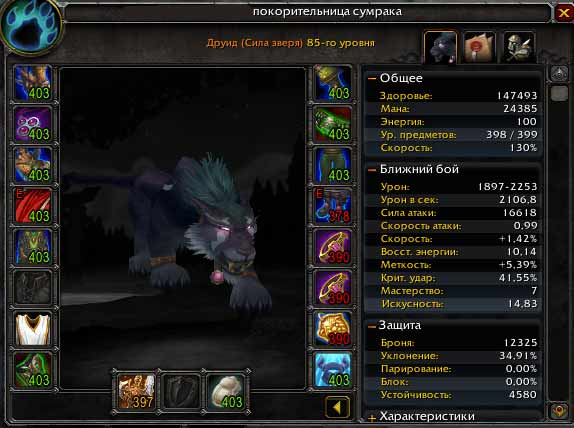 покорительница сумрака
Друид (Сила зверя) 85-го уровня
403
403
403
403
403
403
403
403
E 403
E 378
403
390
390
390
403
403
397
403
Общее
Здоровье: 147493
Мана: 24385
Энергия: 100
Ур. предметов: 398 / 399
Скорость: 130%
Ближний бой
Урон: 1897-2253
Урон в сек: 2106,8
Сила атаки: 16618
Скорость атаки: 0,99
Скорость: +1,42%
Восст. энергии: 10,14
Меткость: +5,39%
Крит. удар: 41,55%
Мастерство: 7
Искусность: 14,83
Защита
Броня: 12325
Уклонение: 34,91%
Парирование: 0,00%
Блок: 0,00%
Устойчивость: 4580
Характеристики